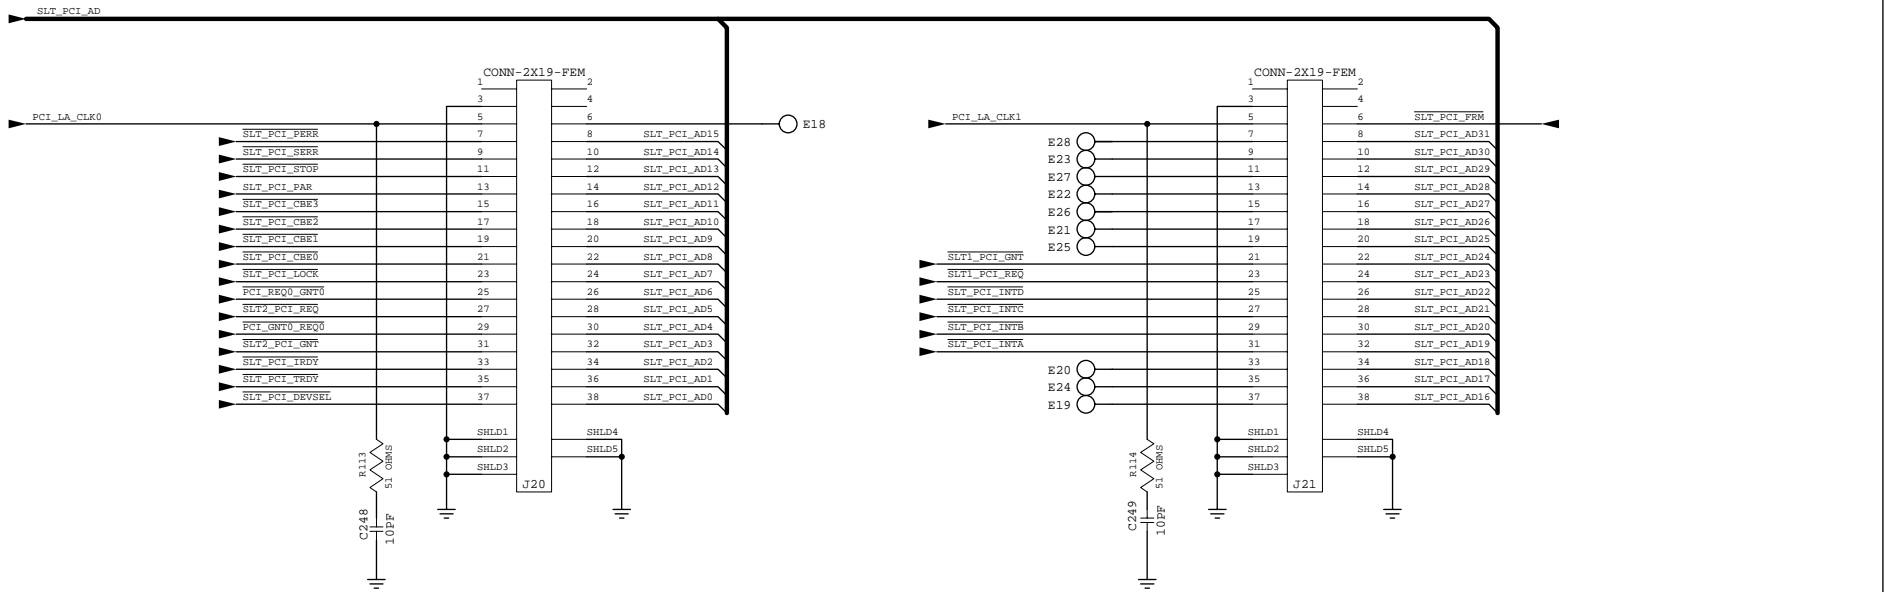 SLT_PCI_AD
CONN-2X19-FEM
1 2
3 4
PCI_LA_CLK0 5 6 E18
SLT_PCI_PERR 7 8 SLT_PCI_AD15
SLT_PCI_SERR 9 10 SLT_PCI_AD14
SLT_PCI_STOP 11 12 SLT_PCI_AD13
SLT_PCI_PAR 13 14 SLT_PCI_AD12
SLT_PCI_CBE3 15 16 SLT_PCI_AD11
SLT_PCI_CBE2 17 18 SLT_PCI_AD10
SLT_PCI_CBE1 19 20 SLT_PCI_AD9
SLT_PCI_CBE0 21 22 SLT_PCI_AD8
SLT_PCI_LOCK 23 24 SLT_PCI_AD7
PCI_REQ0_GNT0 25 26 SLT_PCI_AD6
SLT2_PCI_REQ 27 28 SLT_PCI_AD5
PCI_GNT0_REQ0 29 30 SLT_PCI_AD4
SLT2_PCI_GNT 31 32 SLT_PCI_AD3
SLT_PCI_IRDY 33 34 SLT_PCI_AD2
SLT_PCI_TRDY 35 36 SLT_PCI_AD1
SLT_PCI_DEVSEL 37 38 SLT_PCI_AD0
SHLD1 SHLD4
SHLD2 SHLD5
SHLD3
J20
R113
51 OHMS
C248
10PF
CONN-2X19-FEM
1 2
3 4
PCI_LA_CLK1 5 6 SLT_PCI_FRM
E28 7 8 SLT_PCI_AD31
E23 9 10 SLT_PCI_AD30
E27 11 12 SLT_PCI_AD29
E22 13 14 SLT_PCI_AD28
E26 15 16 SLT_PCI_AD27
E21 17 18 SLT_PCI_AD26
E25 19 20 SLT_PCI_AD25
SLT1_PCI_GNT 21 22 SLT_PCI_AD24
SLT1_PCI_REQ 23 24 SLT_PCI_AD23
SLT_PCI_INTD 25 26 SLT_PCI_AD22
SLT_PCI_INTC 27 28 SLT_PCI_AD21
SLT_PCI_INTB 29 30 SLT_PCI_AD20
SLT_PCI_INTA 31 32 SLT_PCI_AD19
E20 33 34 SLT_PCI_AD18
E24 35 36 SLT_PCI_AD17
E19 37 38 SLT_PCI_AD16
SHLD1 SHLD4
SHLD2 SHLD5
SHLD3
J21
R114
51 OHMS
C249
10PF